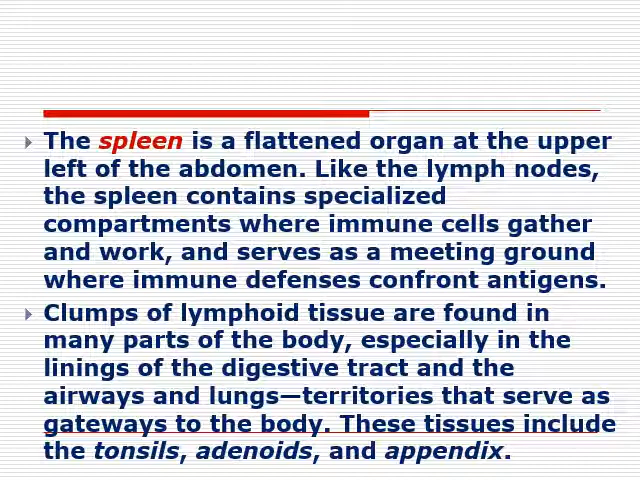 The spleen is a flattened organ at the upper
left of the abdomen. Like the lymph nodes,
the spleen contains specialized
compartments where immune cells gather
and work, and serves as a meeting ground
where immune defenses confront antigens.
Clumps of lymphoid tissue are found in
many parts of the body, especially in the
linings of the digestive tract and the
airways and lungs—territories that serve as
gateways to the body. These tissues include
the tonsils, adenoids, and appendix.